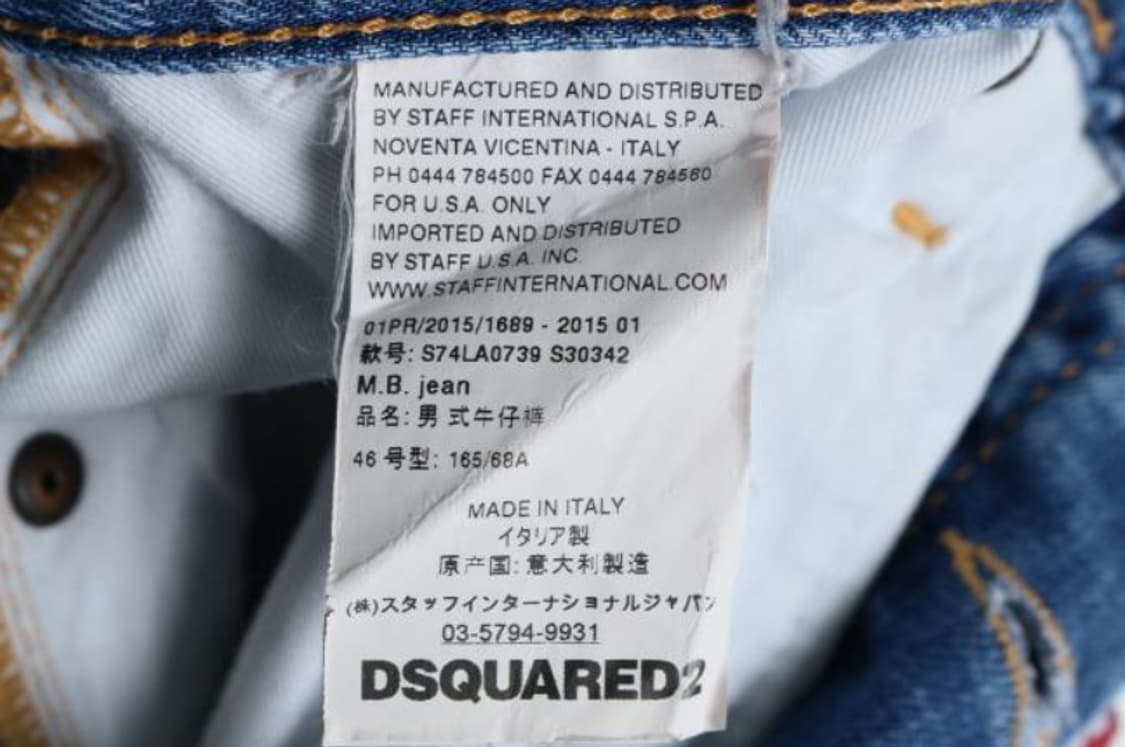 MANUFACTURED AND DISTRIBUTED
BY STAFF INTERNATIONAL S.P.A.
NOVENTA VICENTINA - ITALY
PH 0444 784500 FAX 0444 784560
FOR U.S.A. ONLY
IMPORTED AND DISTRIBUTED
BY STAFF U.S.A. INC.
WWW.STAFFINTERNATIONAL.COM
01PR/2015/1689 - 2015 01
款号: S74LA0739 S30342
M.B. jean
品名: 男式牛仔裤
46 号型: 165/68A
MADE IN ITALY
イタリア製
原产国: 意大利製造
(株)スタッフインターナショナルジャパン
03-5794-9931
DSQUARED2